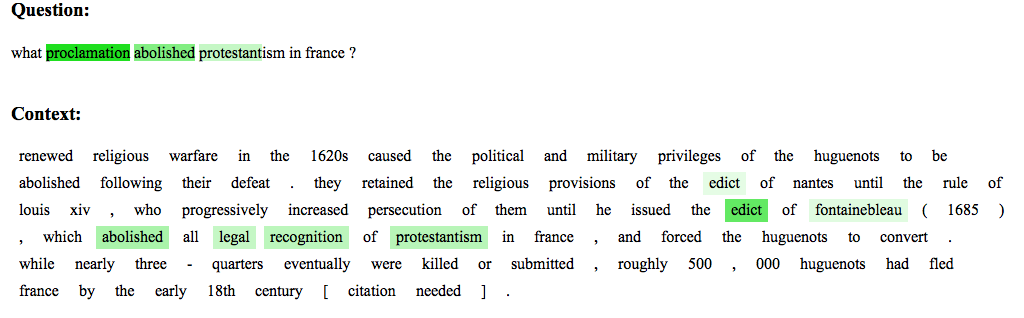 Question:
what proclamation abolished protestantism in france ?
Context:
renewed religious warfare in the 1620s caused the political and military privileges of the huguenots to be
abolished following their defeat . they retained the religious provisions of the edict of nantes until the rule of
louis xiv , who progressively increased persecution of them until he issued the edict of fontainebleau ( 1685 )
, which abolished all legal recognition of protestantism in france , and forced the huguenots to convert .
while nearly three - quarters eventually were killed or submitted , roughly 500 , 000 huguenots had fled
france by the early 18th century [ citation needed ] .